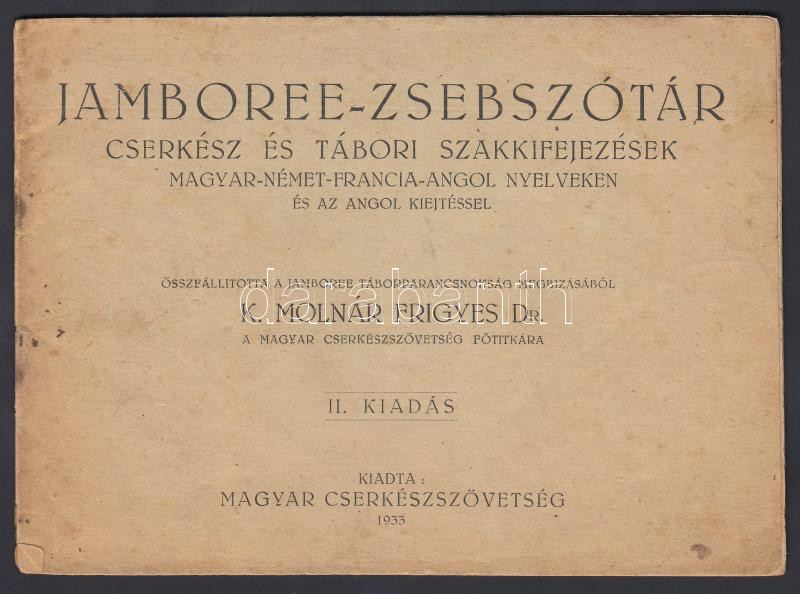 JAMBOREE-ZSEBSZÓTÁR
CSERKÉSZ ÉS TÁBORI SZAKKIFEJEZÉSEK
MAGYAR-NÉMET-FRANCIA-ANGOL NYELVEKEN
ÉS AZ ANGOL KIEJTÉSSEL
ÖSSZEÁLLITOTTA A JAMBOREE TÁBORPARANCSNOKSÁG MEGBIZÁSÁBÓL
darabanth
K. MOLNÁR FRIGYES DR.
A MAGYAR CSERKÉSZSZÖVETSÉG FŐTITKÁRA
II. KIADÁS
KIADTA :
MAGYAR CSERKÉSZSZÖVETSÉG
1933